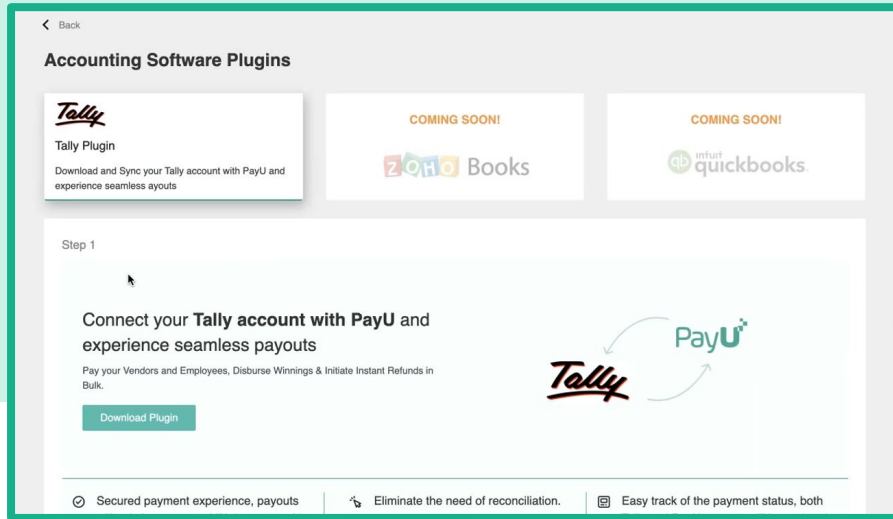 Back
Accounting Software Plugins
Tally
Tally Plugin
Download and Sync your Tally account with PayU and
experience seamless ayouts
COMING SOON!
ZOHO Books
COMING SOON!
qb intuit quickbooks.
Step 1
Connect your Tally account with PayU and
experience seamless payouts
Pay your Vendors and Employees, Disburse Winnings & Initiate Instant Refunds in
Bulk.
Download Plugin
Tally
PayU
Secured payment experience, payouts
Eliminate the need of reconciliation.
Easy track of the payment status, both